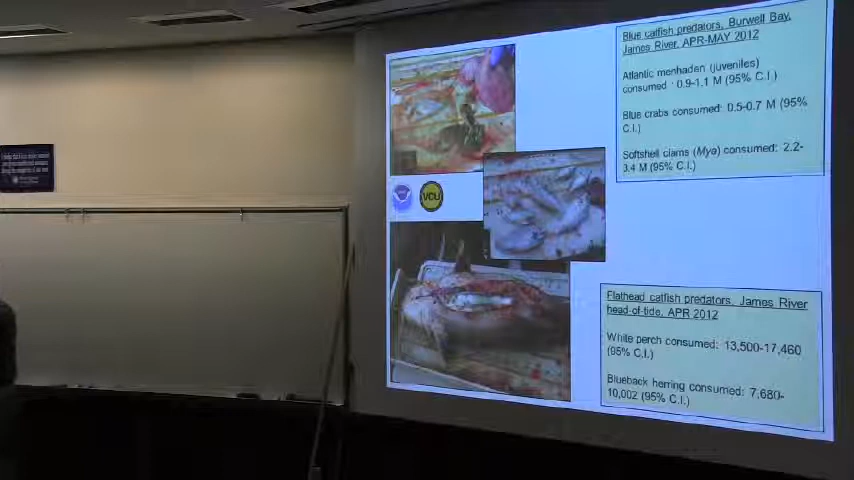 Blue catfish predators, Burwell Bay,
James River, APR-MAY 2012
Atlantic menhaden (juveniles)
consumed : 0.9-1.1 M (95% C.I.)
Blue crabs consumed: 0.5-0.7 M (95%
C.I.)
Softshell clams (Mya) consumed: 2.2-
3.4 M (95% C.I.)
VCU
Flathead catfish predators, James River
head-of-tide, APR 2012
White perch consumed: 13,500-17,460
(95% C.I.)
Blueback herring consumed: 7,680-
10,002 (95% C.I.)